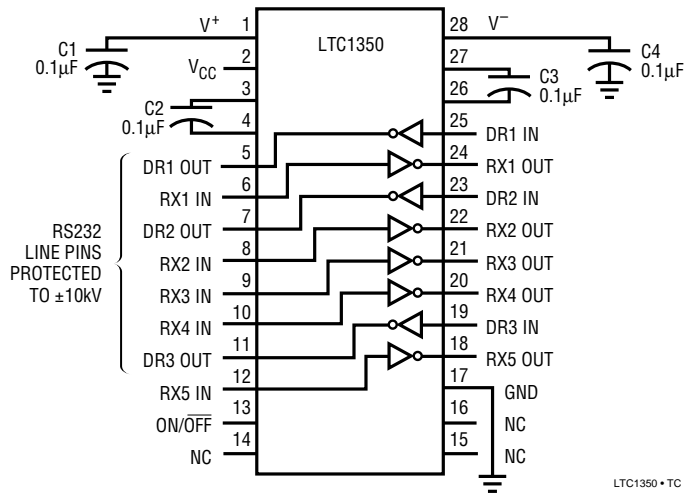 LTC1350
V+ 1
28 V−
C1
0.1µF
C4
0.1µF
VCC 2
27
C3
0.1µF
3
26
C2
0.1µF
4
25 DR1 IN
DR1 OUT 5
24 RX1 OUT
RX1 IN 6
23 DR2 IN
DR2 OUT 7
22 RX2 OUT
RX2 IN 8
21 RX3 OUT
RX3 IN 9
20 RX4 OUT
RX4 IN 10
19 DR3 IN
DR3 OUT 11
18 RX5 OUT
RX5 IN 12
17 GND
ON/O̅F̅F̅ 13
16 NC
NC 14
15 NC
RS232
LINE PINS
PROTECTED
TO ±10kV
LTC1350 • TC